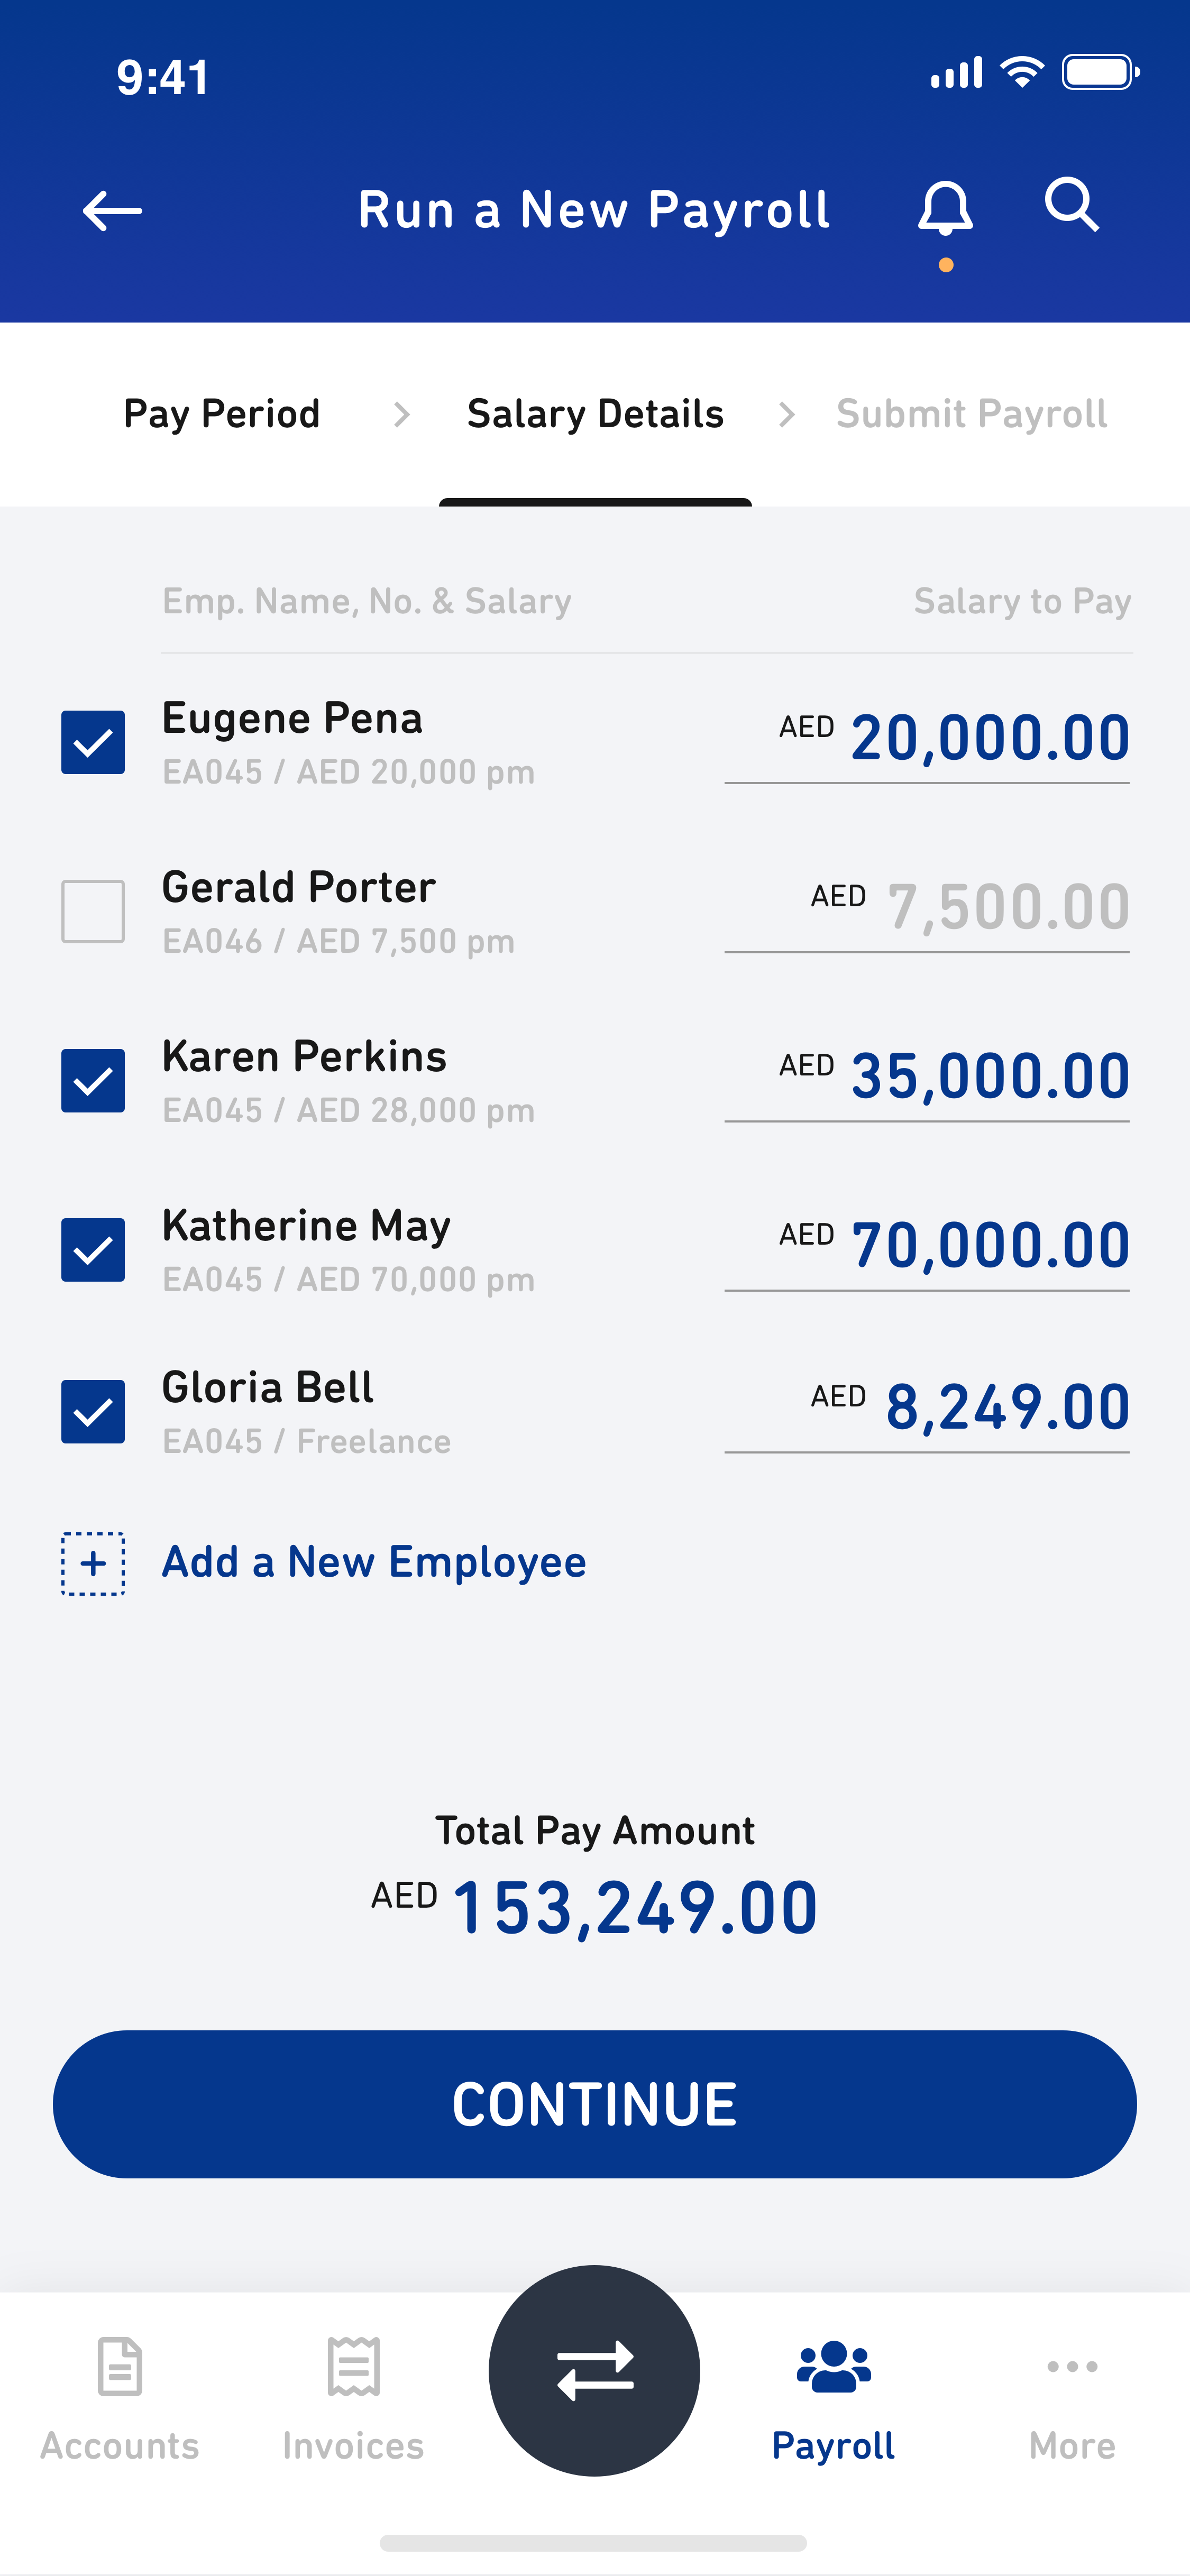 9:41
Run a New Payroll
Pay Period > Salary Details > Submit Payroll
Emp. Name, No. & Salary Salary to Pay
Eugene Pena AED 20,000.00
EA045 / AED 20,000 pm
Gerald Porter AED 7,500.00
EA046 / AED 7,500 pm
Karen Perkins AED 35,000.00
EA045 / AED 28,000 pm
Katherine May AED 70,000.00
EA045 / AED 70,000 pm
Gloria Bell AED 8,249.00
EA045 / Freelance
Add a New Employee
Total Pay Amount
AED 153,249.00
CONTINUE
Accounts Invoices Payroll More